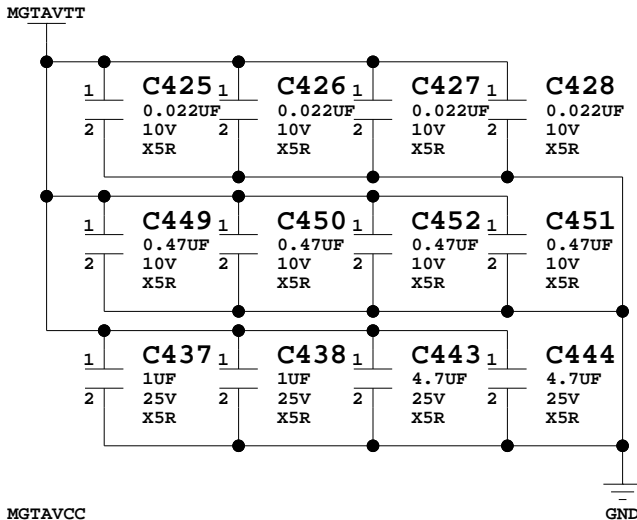 MGTAVTT
1 C425 1 C426 1 C427 1 C428
0.022UF 0.022UF 0.022UF 0.022UF
2 10V 2 10V 2 10V 2 10V
X5R X5R X5R X5R
1 C449 1 C450 1 C452 1 C451
0.47UF 0.47UF 0.47UF 0.47UF
2 10V 2 10V 2 10V 2 10V
X5R X5R X5R X5R
1 C437 1 C438 1 C443 1 C444
1UF 1UF 4.7UF 4.7UF
2 25V 2 25V 2 25V 2 25V
X5R X5R X5R X5R
MGTAVCC GND